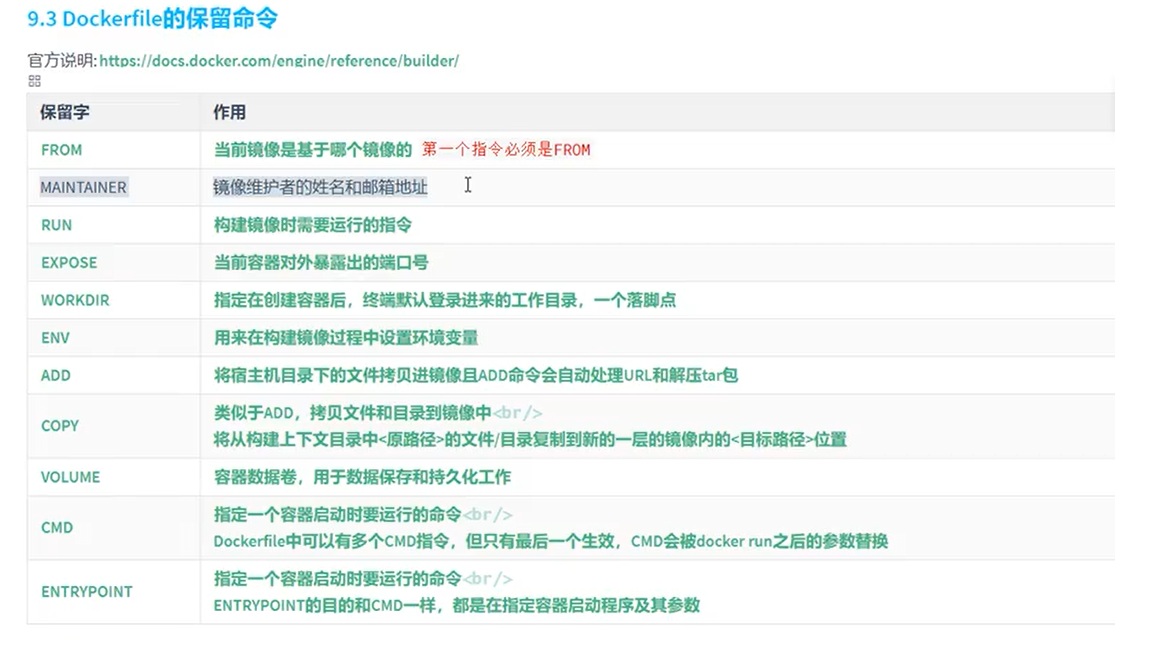 9.3 Dockerfile的保留命令
官方说明:https://docs.docker.com/engine/reference/builder/
保留字 作用
FROM 当前镜像是基于哪个镜像的 第一个指令必须是FROM
MAINTAINER 镜像维护者的姓名和邮箱地址
RUN 构建镜像时需要运行的指令
EXPOSE 当前容器对外暴露出的端口号
WORKDIR 指定在创建容器后，终端默认登录进来的工作目录，一个落脚点
ENV 用来在构建镜像过程中设置环境变量
ADD 将宿主机目录下的文件拷贝进镜像且ADD命令会自动处理URL和解压tar包
COPY 类似于ADD，拷贝文件和目录到镜像中<br/>
将从构建上下文目录中<原路径>的文件/目录复制到新的一层的镜像内的<目标路径>位置
VOLUME 容器数据卷，用于数据保存和持久化工作
CMD 指定一个容器启动时要运行的命令<br/>
Dockerfile中可以有多个CMD指令，但只有最后一个生效，CMD会被docker run之后的参数替换
ENTRYPOINT 指定一个容器启动时要运行的命令<br/>
ENTRYPOINT的目的和CMD一样，都是在指定容器启动程序及其参数